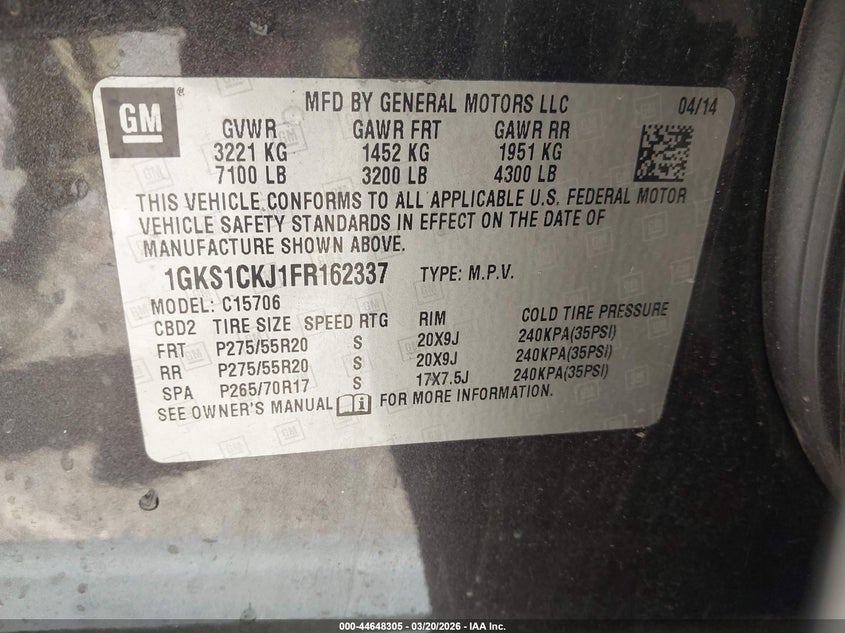 GM
MFD BY GENERAL MOTORS LLC 04/14
GVWR GAWR FRT GAWR RR
3221 KG 1452 KG 1951 KG
7100 LB 3200 LB 4300 LB
THIS VEHICLE CONFORMS TO ALL APPLICABLE U.S. FEDERAL MOTOR
VEHICLE SAFETY STANDARDS IN EFFECT ON THE DATE OF
MANUFACTURE SHOWN ABOVE.
1GKS1CKJ1FR162337 TYPE: M.P.V.
MODEL: C15706
CBD2 TIRE SIZE SPEED RTG RIM COLD TIRE PRESSURE
FRT P275/55R20 S 20X9J 240KPA(35PSI)
RR P275/55R20 S 20X9J 240KPA(35PSI)
SPA P265/70R17 S 17X7.5J 240KPA(35PSI)
SEE OWNER'S MANUAL FOR MORE INFORMATION.
000-44648305 — 03/20/2026 — IAA Inc.